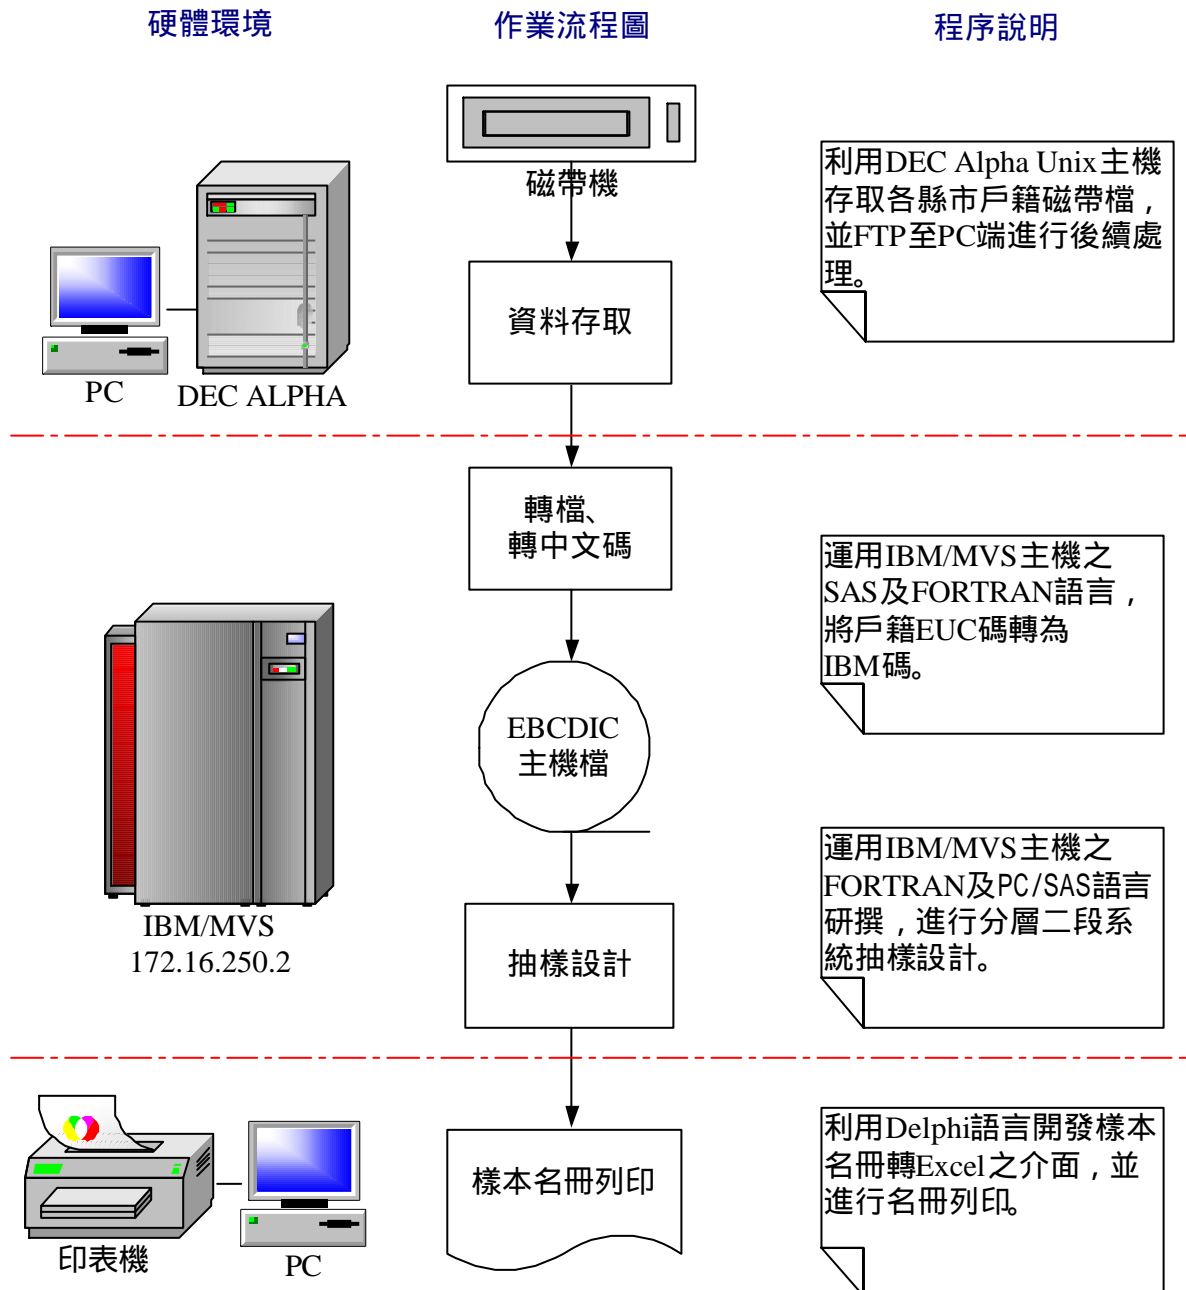 硬體環境
作業流程圖
程序說明
磁帶機
利用DEC Alpha Unix主機
存取各縣市戶籍磁帶檔，
並FTP至PC端進行後續處
理。
資料存取
PC
DEC ALPHA
轉檔、
轉中文碼
運用IBM/MVS主機之
SAS及FORTRAN語言，
將戶籍EUC碼轉為
IBM碼。
EBCDIC
主機檔
IBM/MVS
172.16.250.2
抽樣設計
運用IBM/MVS主機之
FORTRAN及PC/SAS語言
研撰，進行分層二段系
統抽樣設計。
樣本名冊列印
利用Delphi語言開發樣本
名冊轉Excel之介面，並
進行名冊列印。
印表機
PC